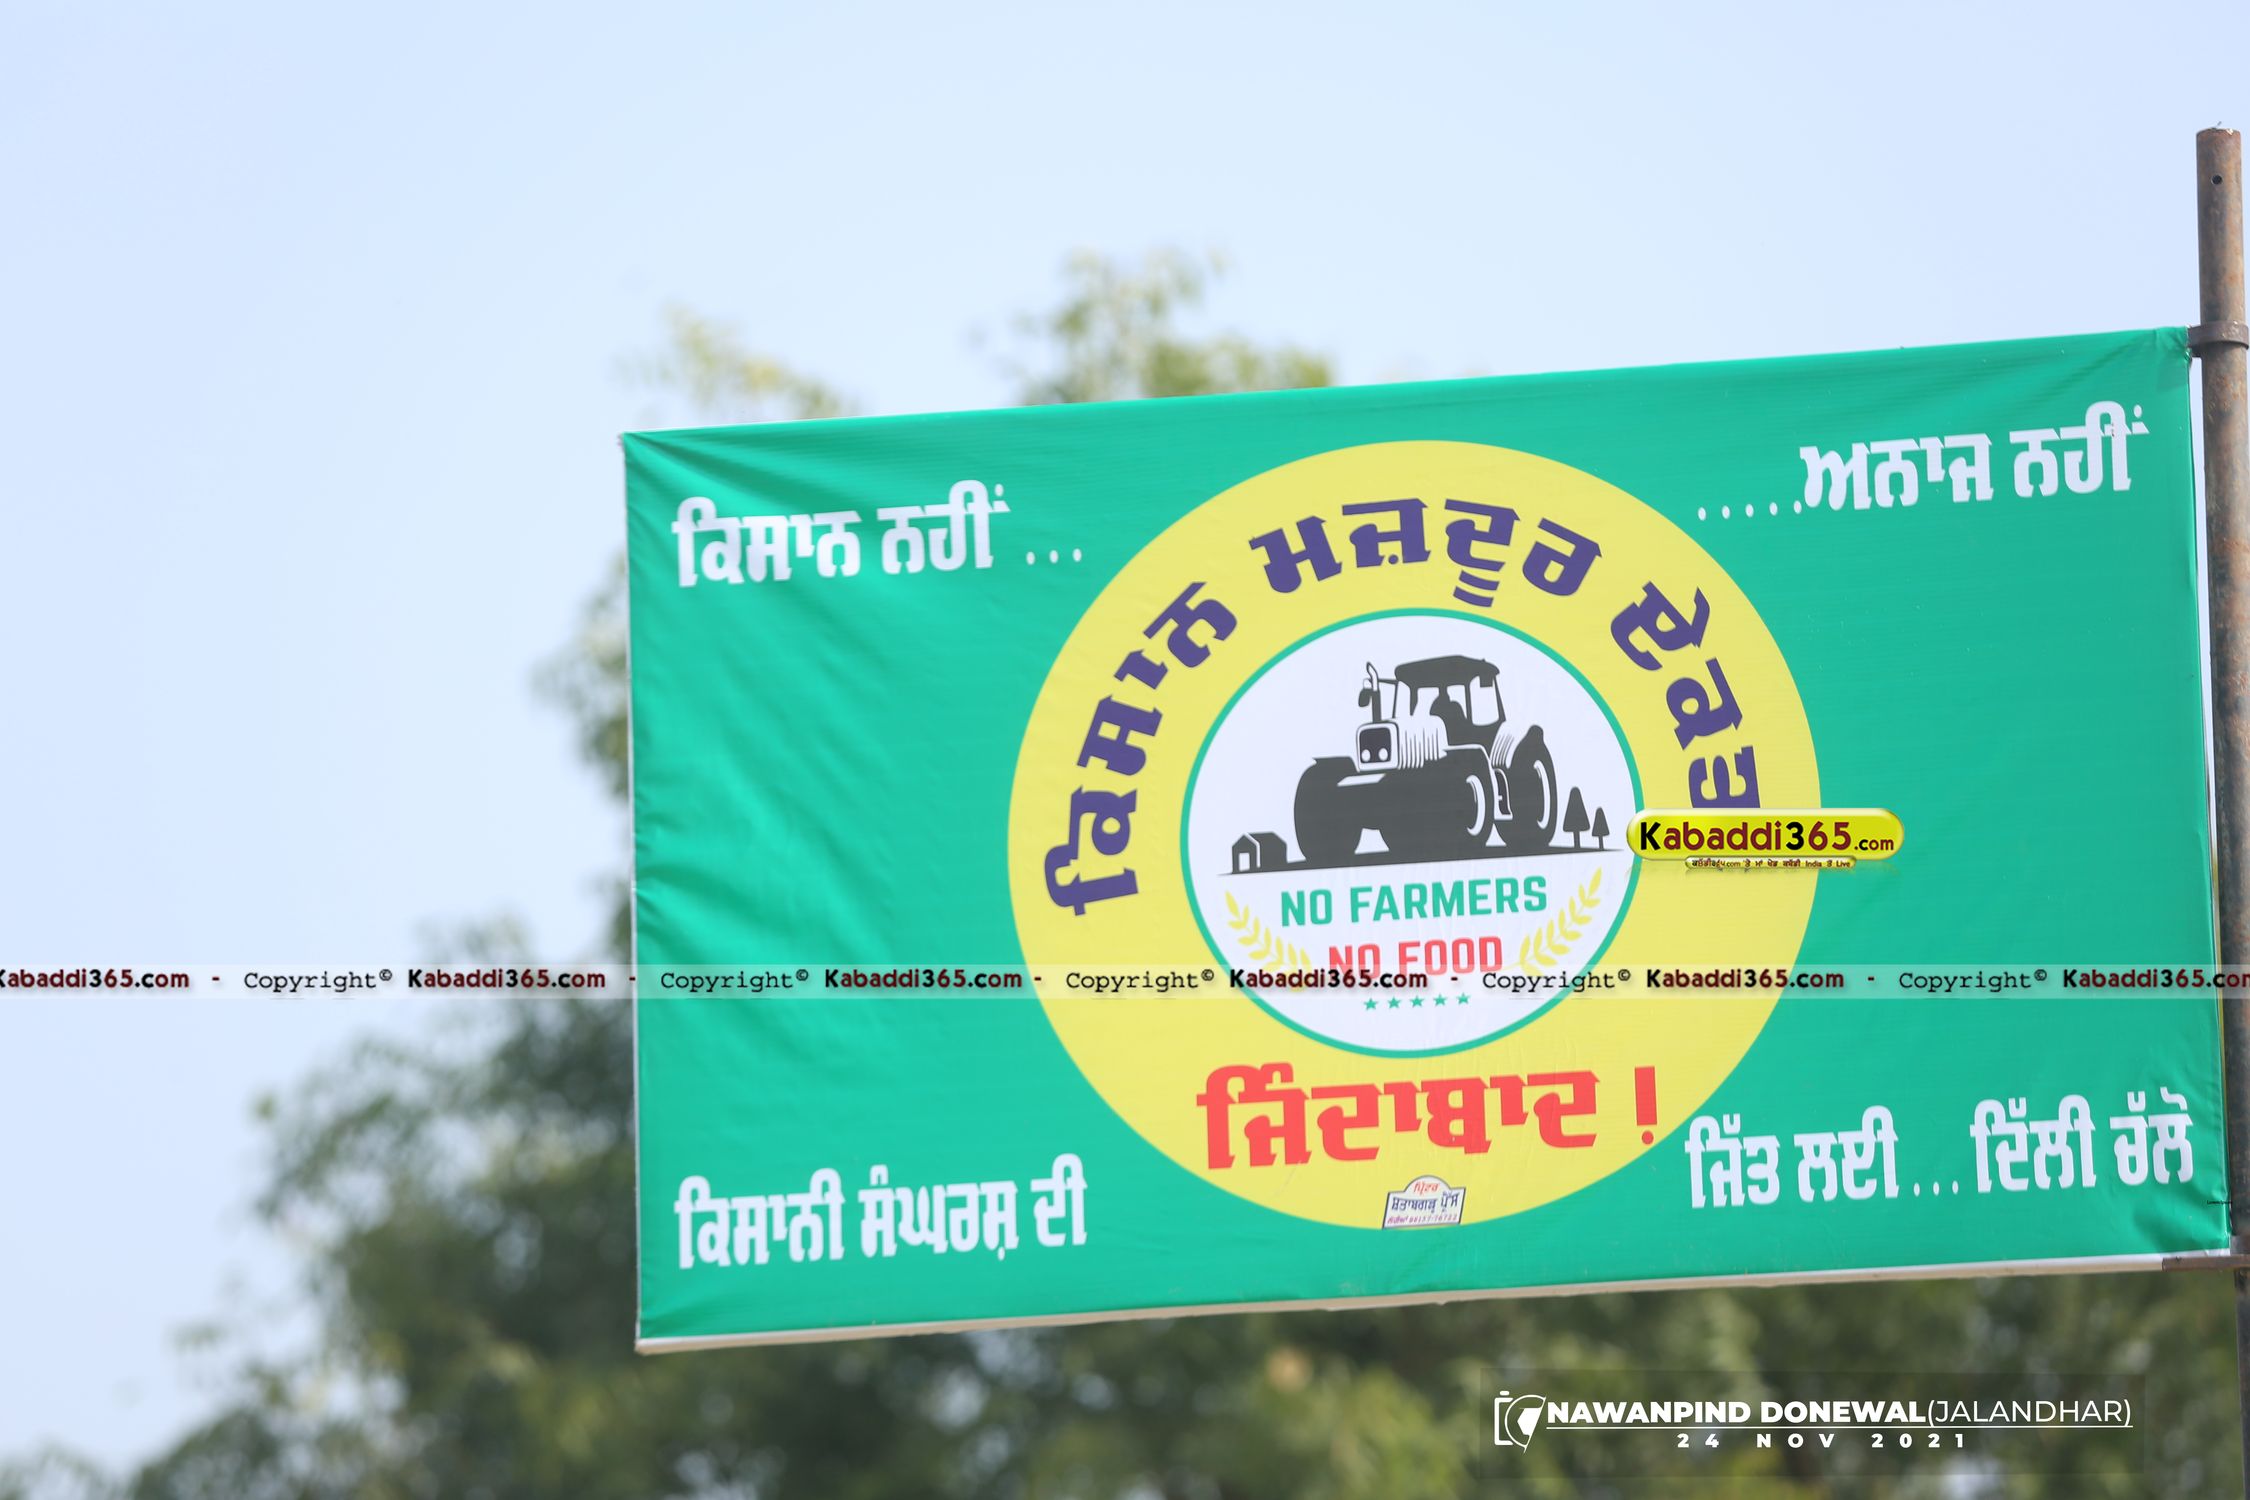 ਕਿਸਾਨ ਨਹੀਂ ...
.....ਅਨਾਜ ਨਹੀਂ
ਕਿਸਾਨ ਮਜ਼ਦੂਰ ਏਕਤਾ
NO FARMERS
NO FOOD
ਜ਼ਿੰਦਾਬਾਦ !
ਕਿਸਾਨੀ ਸੰਘਰਸ਼ ਦੀ
ਜਿੱਤ ਲਈ...ਦਿੱਲੀ ਚੱਲੋ
ਪ੍ਰਿੰਟਰ
Kabaddi365.com
Kabaddi365.com - Copyright© Kabaddi365.com - Copyright© Kabaddi365.com - Copyright© Kabaddi365.com - Copyright© Kabaddi365.com - Copyright© Kabaddi365.com
NAWANPIND DONEWAL(JALANDHAR)
24 NOV 2021